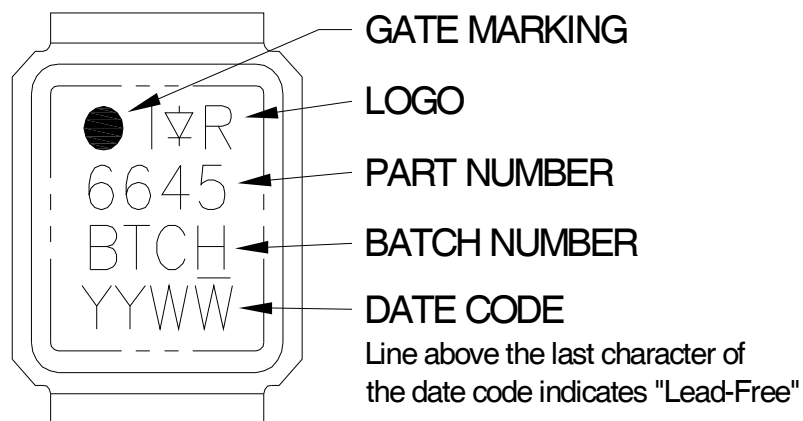 GATE MARKING
I R
LOGO
6645
PART NUMBER
BTCH
BATCH NUMBER
YYWW
DATE CODE
Line above the last character of
the date code indicates "Lead-Free"